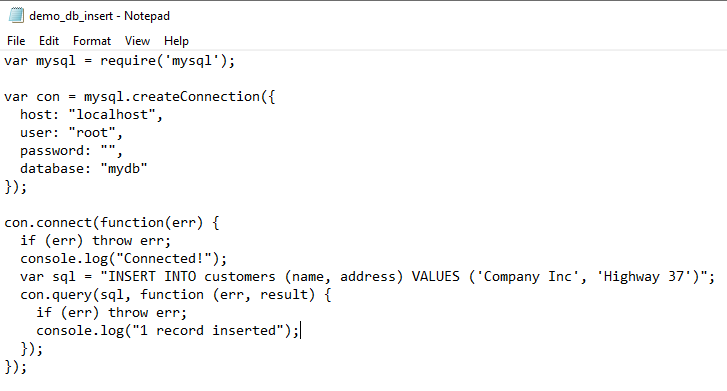 demo_db_insert - Notepad
File Edit Format View Help
var mysql = require('mysql');

var con = mysql.createConnection({
  host: "localhost",
  user: "root",
  password: "",
  database: "mydb"
});

con.connect(function(err) {
  if (err) throw err;
  console.log("Connected!");
  var sql = "INSERT INTO customers (name, address) VALUES ('Company Inc', 'Highway 37')";
  con.query(sql, function (err, result) {
    if (err) throw err;
    console.log("1 record inserted");
  });
});